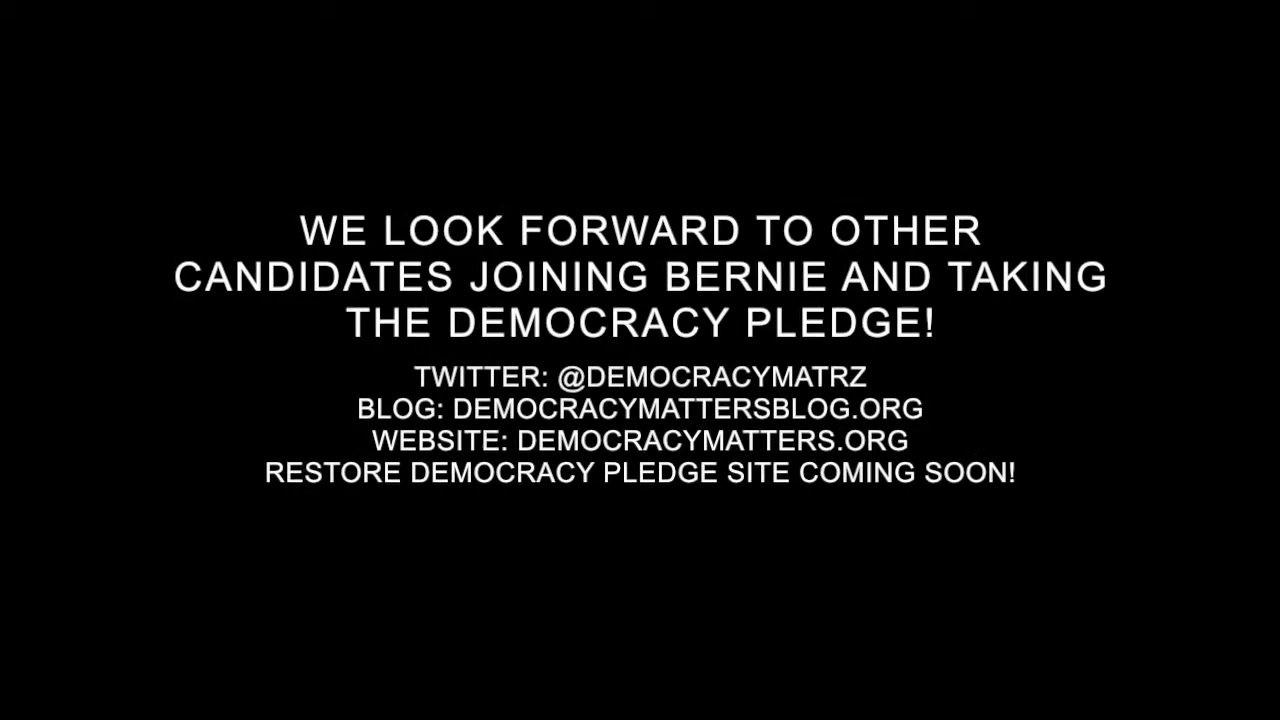 WE LOOK FORWARD TO OTHER
CANDIDATES JOINING BERNIE AND TAKING
THE DEMOCRACY PLEDGE!
TWITTER: @DEMOCRACYMATRZ
BLOG: DEMOCRACYMATTERSBLOG.ORG
WEBSITE: DEMOCRACYMATTERS.ORG
RESTORE DEMOCRACY PLEDGE SITE COMING SOON!